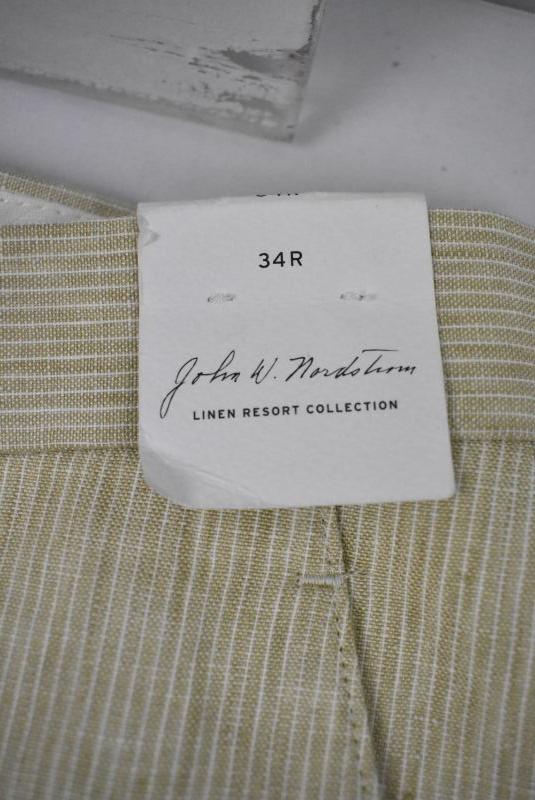 34R
John W. Nordstrom
LINEN RESORT COLLECTION